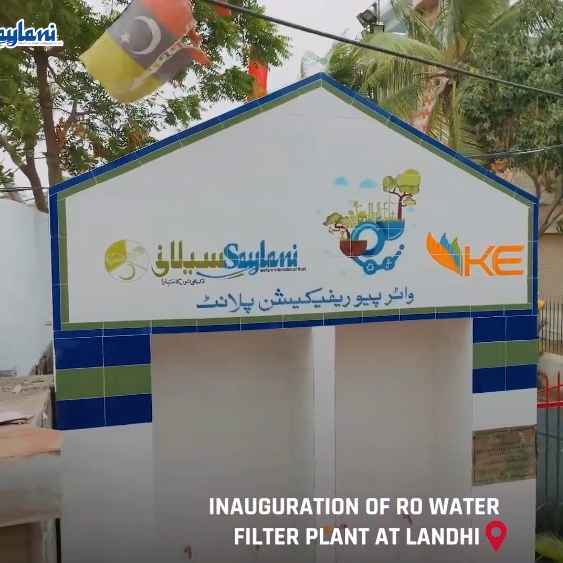 Saylani
سیلانی Saylani
KE
واٹر پیوریفیکیشن پلانٹ
INAUGURATION OF RO WATER
FILTER PLANT AT LANDHI